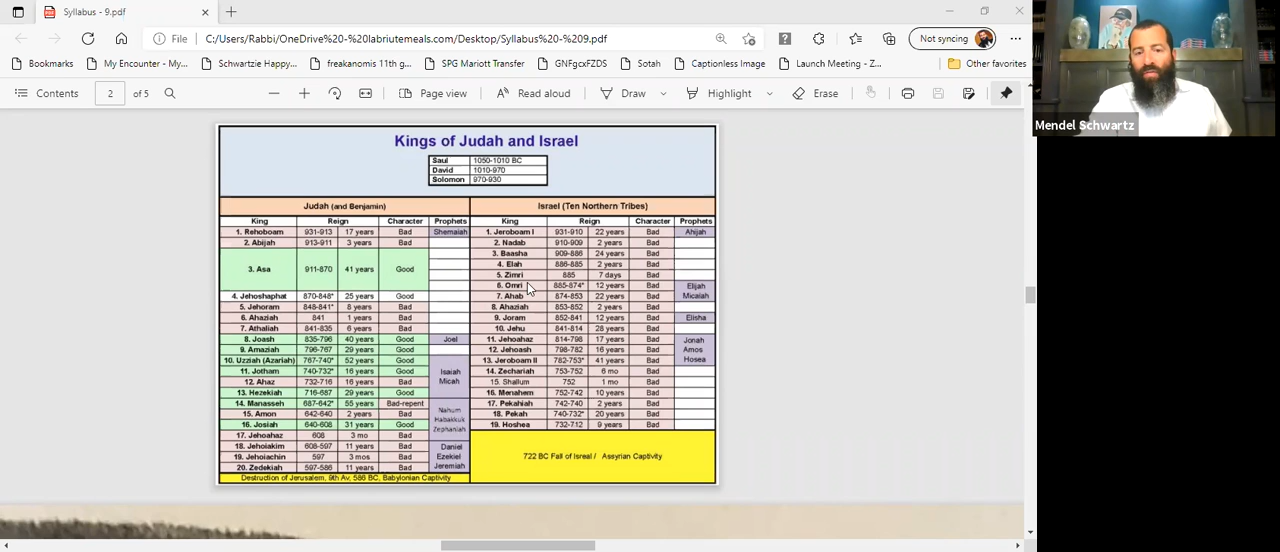 Syllabus - 9.pdf
File
C:/Users/Rabbi/OneDrive%20-%20labriutemtemcom/Desktop/Syllabus%20-%209.pdf
Not syncing
Bookmarks My Encounter - My... Schwartzie Happy... freakanomis 11th g... SM Marriott Transfer GNFgcxFZDS Sotah Captionless Image Launch Meeting - Z... Other favorites
Contents 2 of 5 Page view Read aloud Draw Highlight Erase
Mendel Schwartz
Kings of Judah and Israel
Saul 1050-1010 BC
David 1010-970
Solomon 970-930
Judah (and Benjamin)
King Reign Character Prophets
1. Rehoboam 931-913 17 years Bad Shemaiah
2. Abijah 913-911 3 years Bad
3. Asa 911-870 41 years Good
4. Jehoshaphat 870-848* 25 years Good
5. Jehoram 848-841* 8 years Bad
6. Ahaziah 841 1 years Bad
7. Athaliah 841-835 6 years Bad
8. Joash 835-796 40 years Good Joel
9. Amaziah 796-767 29 years Good
10. Uzziah (Azariah) 767-740* 52 years Good
11. Jotham 740-732* 16 years Good Isaiah
12. Ahaz 732-716 16 years Bad Micah
13. Hezekiah 716-687 29 years Good
14. Manasseh 687-642* 55 years Bad-repent
15. Amon 642-640 2 years Bad Nahum Habakkuk
16. Josiah 640-608 31 years Good Zephaniah
17. Jehoahaz 608 3 mo Bad
18. Jehoiakim 608-597 11 years Bad Daniel
19. Jehoiachin 597 3 mos Bad Ezekiel
20. Zedekiah 597-586 11 years Bad Jeremiah
Destruction of Jerusalem, 9th Av, 586 BC, Babylonian Captivity
Israel (Ten Northern Tribes)
King Reign Character Prophets
1. Jeroboam I 931-910 22 years Bad Ahijah
2. Nadab 910-909 2 years Bad
3. Baasha 909-886 24 years Bad
4. Elah 886-885 2 years Bad
5. Zimri 885 7 days Bad
6. Omri 885-874* 12 years Bad Elijah
7. Ahab 874-853 22 years Bad Micaiah
8. Ahaziah 853-852 2 years Bad
9. Joram 852-841 12 years Bad Elisha
10. Jehu 841-814 28 years Bad
11. Jehoahaz 814-798 17 years Bad Jonah
12. Jehoash 798-782 16 years Bad Amos
13. Jeroboam II 782-753* 41 years Bad Hosea
14. Zechariah 753-752 6 mo Bad
15. Shallum 752 1 mo Bad
16. Menahem 752-742 10 years Bad
17. Pekahiah 742-740 2 years Bad
18. Pekah 740-732* 20 years Bad
19. Hoshea 732-712 9 years Bad
722 BC Fall of Isreal / Assyrian Captivity